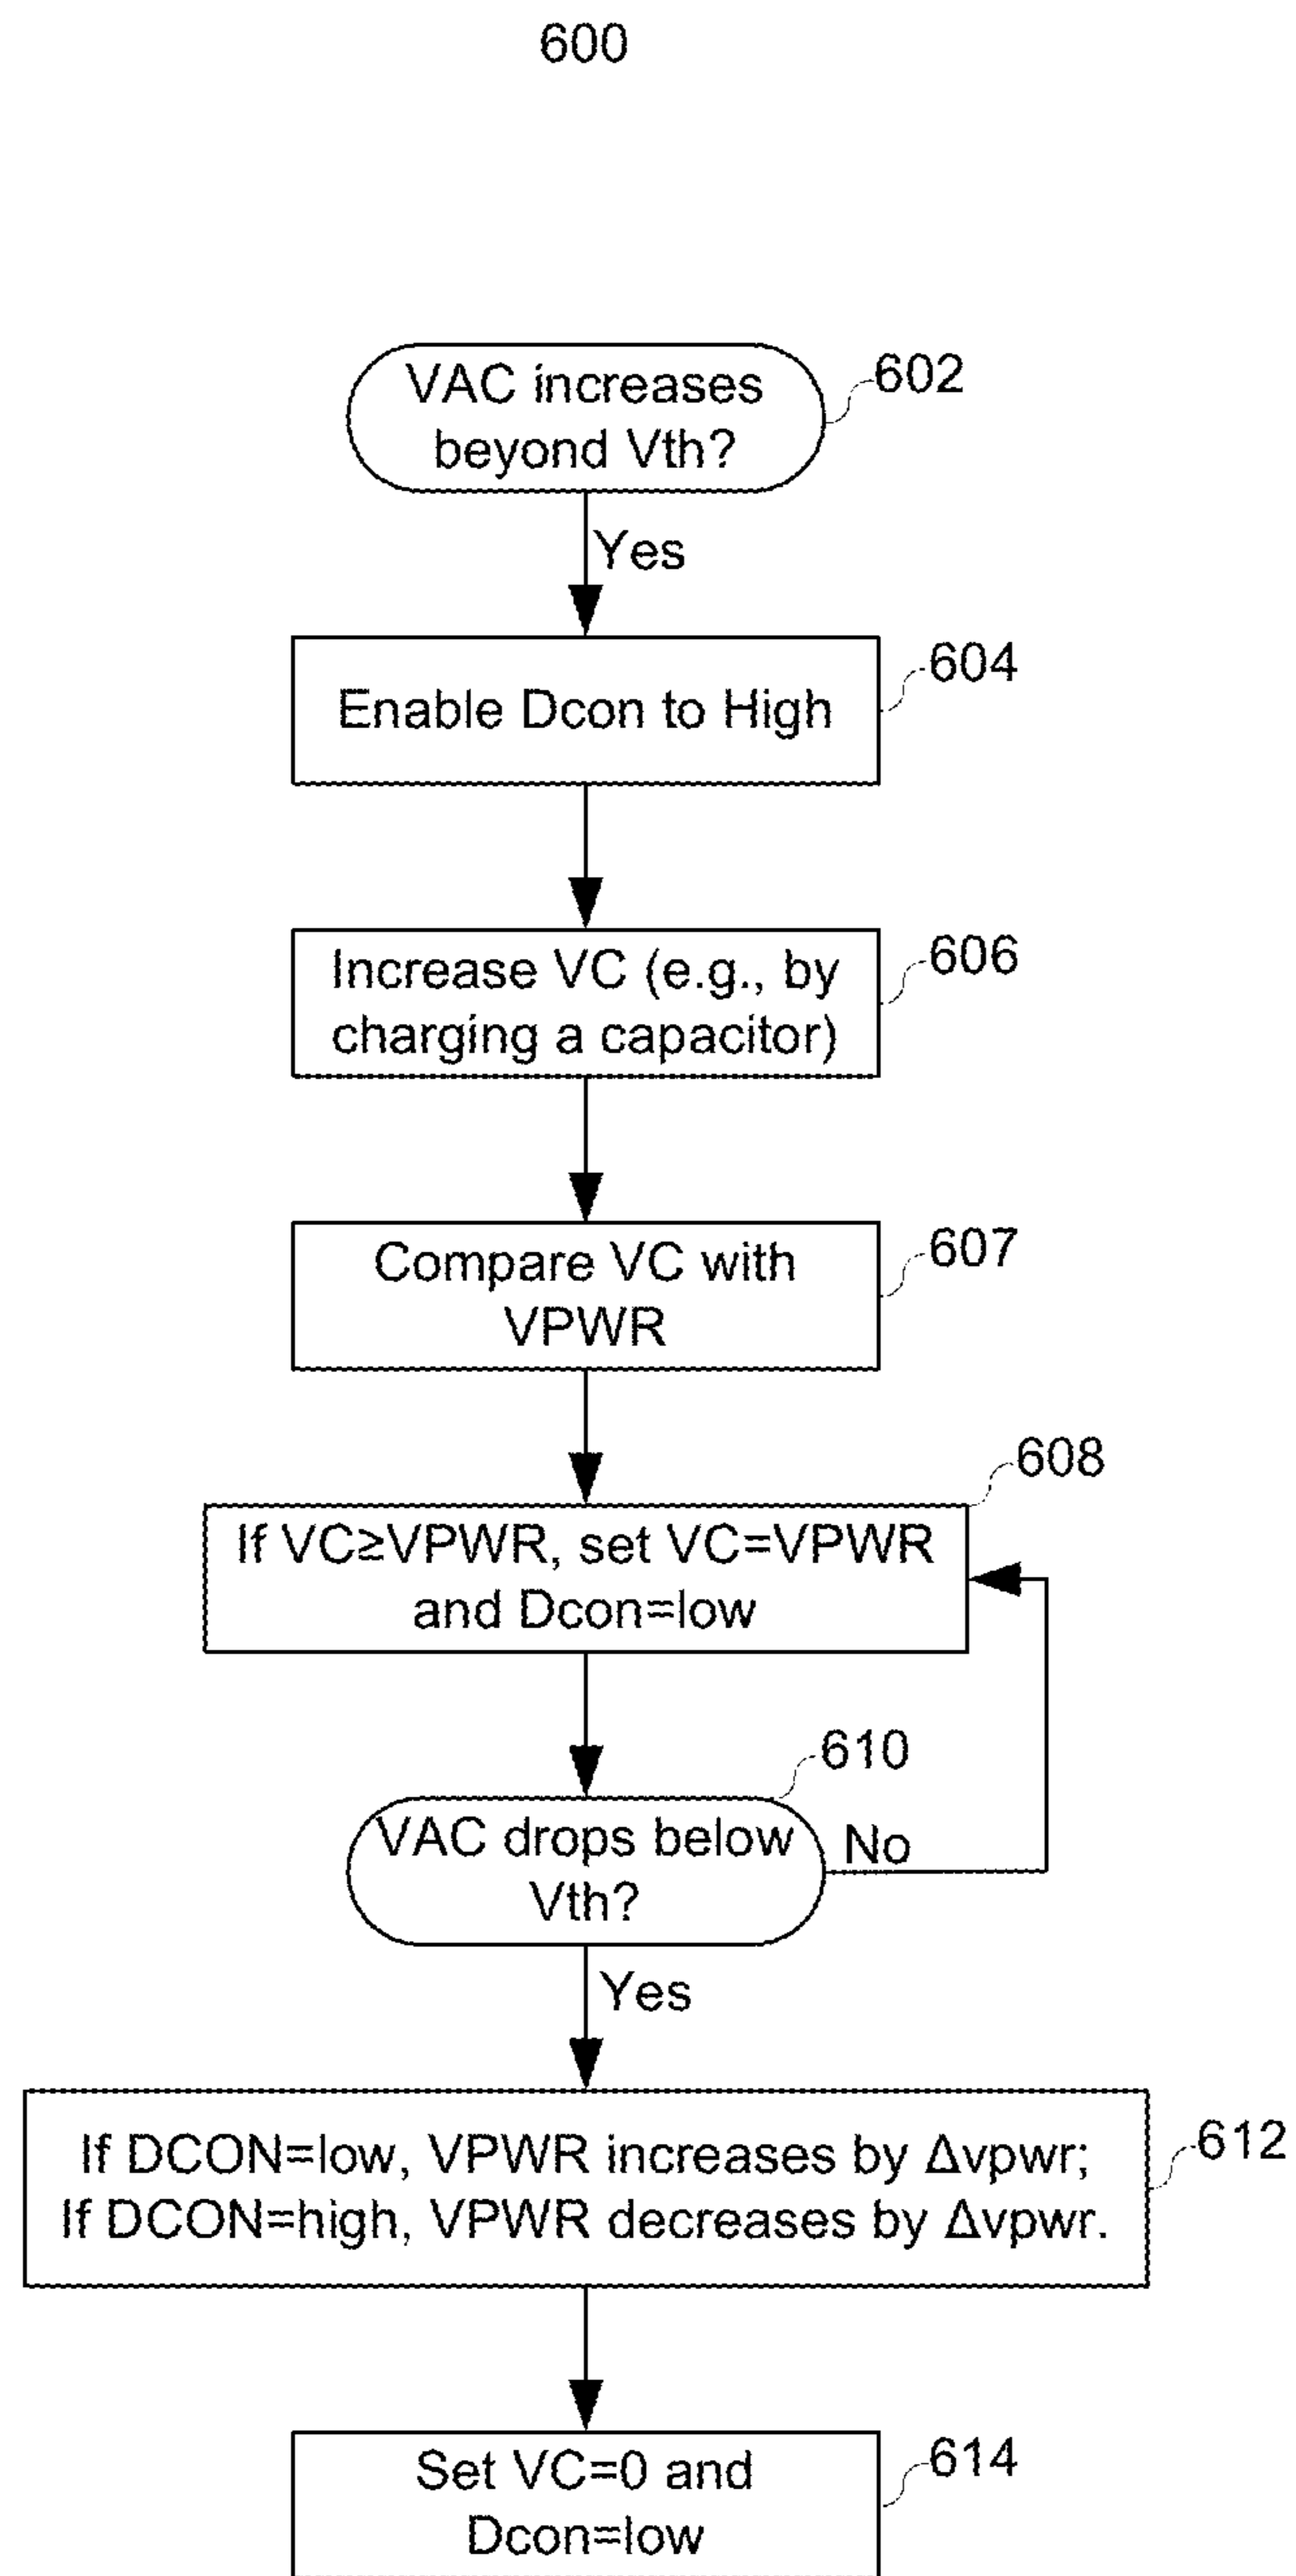 600
VAC increases
beyond Vth?
602
Yes
Enable Dcon to High
604
Increase VC (e.g., by
charging a capacitor)
606
Compare VC with
VPWR
607
608
If VC≥VPWR, set VC=VPWR
and Dcon=low
610
VAC drops below
Vth?
No
Yes
If DCON=low, VPWR increases by Δvpwr;
If DCON=high, VPWR decreases by Δvpwr.
612
Set VC=0 and
Dcon=low
614